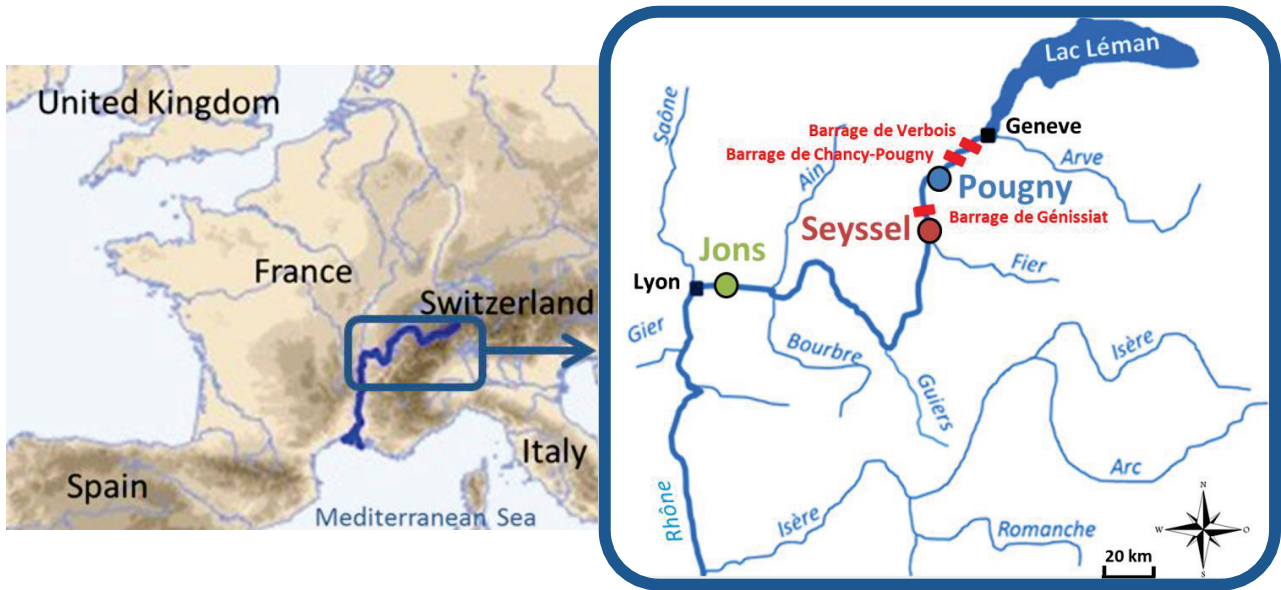 United Kingdom
France
Switzerland
Italy
Spain
Mediterranean Sea
Lac Léman
Saône
Barrage de Verbois
Geneve
Barrage de Chancy-Pougny
Ain
Arve
Pougny
Seyssel
Barrage de Génissiat
Jons
Fier
Lyon
Gier
Bourbre
Isère
Guiers
Arc
Rhône
Isère
Romanche
N
W
O
S
20 km